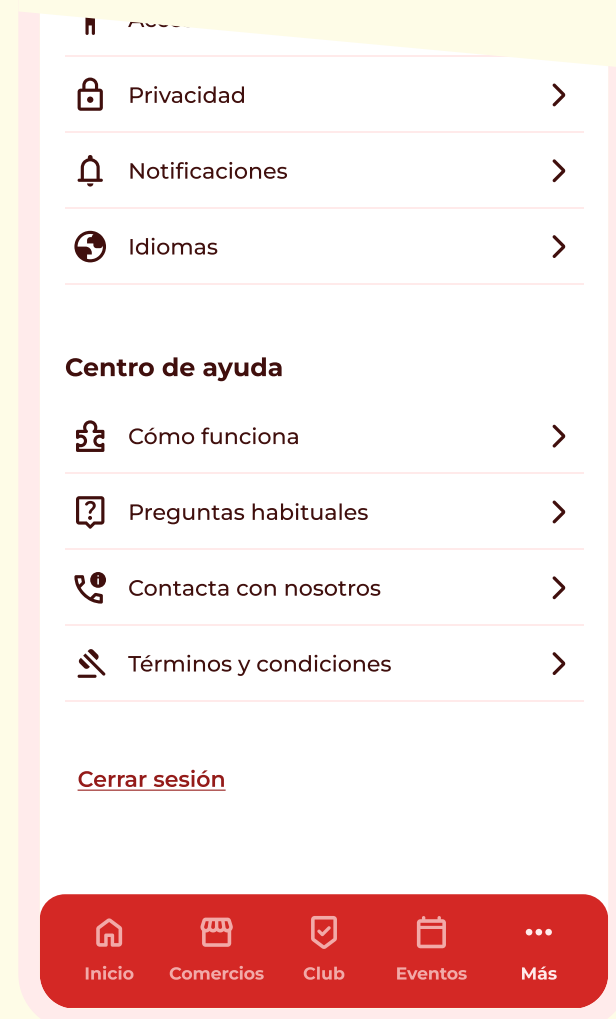 Privacidad
Notificaciones
Idiomas
Centro de ayuda
Cómo funciona
Preguntas habituales
Contacta con nosotros
Términos y condiciones
Cerrar sesión
Inicio Comercios Club Eventos Más